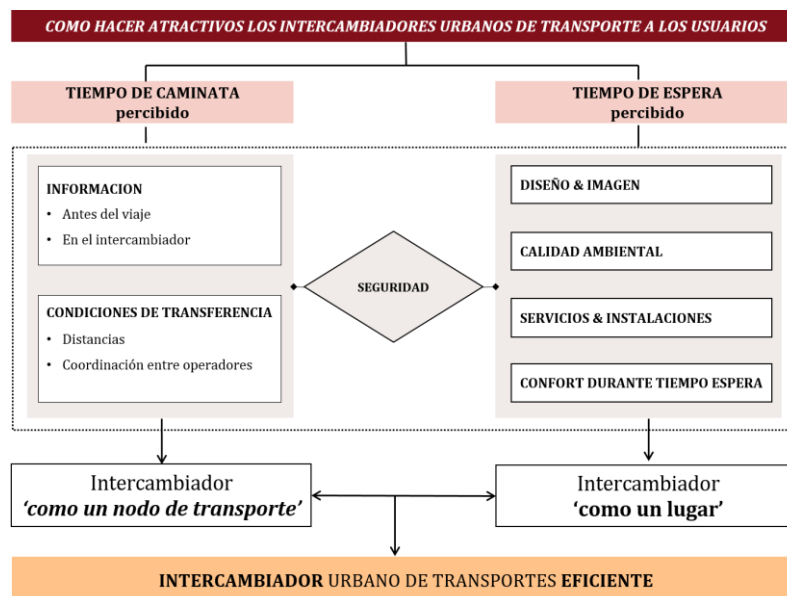 COMO HACER ATRACTIVOS LOS INTERCAMBIADORES URBANOS DE TRANSPORTE A LOS USUARIOS
TIEMPO DE CAMINATA
percibido
TIEMPO DE ESPERA
percibido
INFORMACION
• Antes del viaje
• En el intercambiador
CONDICIONES DE TRANSFERENCIA
• Distancias
• Coordinación entre operadores
SEGURIDAD
DISEÑO & IMAGEN
CALIDAD AMBIENTAL
SERVICIOS & INSTALACIONES
CONFORT DURANTE TIEMPO ESPERA
Intercambiador
‘como un nodo de transporte’
Intercambiador
‘como un lugar’
INTERCAMBIADOR URBANO DE TRANSPORTES EFICIENTE